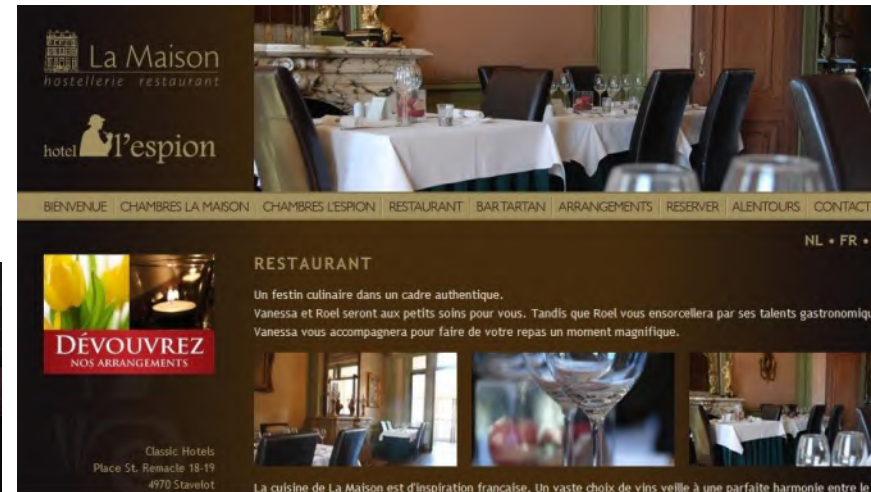 La Maison
hostellerie restaurant
hotel l'espion
BIENVENUE CHAMBRES LA MAISON CHAMBRES L'ESPION RESTAURANT BAR TARTAN ARRANGEMENTS RESERVER ALENTOURS CONTACT
NL • FR •
RESTAURANT
Un festin culinaire dans un cadre authentique.
Vanessa et Roel seront aux petits soins pour vous. Tandis que Roel vous ensorcellera par ses talents gastronomiqu
Vanessa vous accompagnera pour faire de votre repas un moment magnifique.
DÉVOUVREZ
NOS ARRANGEMENTS
Classic Hotels
Place St. Remacle 18-19
4970 Stavelot
La cuisine de La Maison est d'inspiration française. Un vaste choix de vins veille à une parfaite harmonie entre le